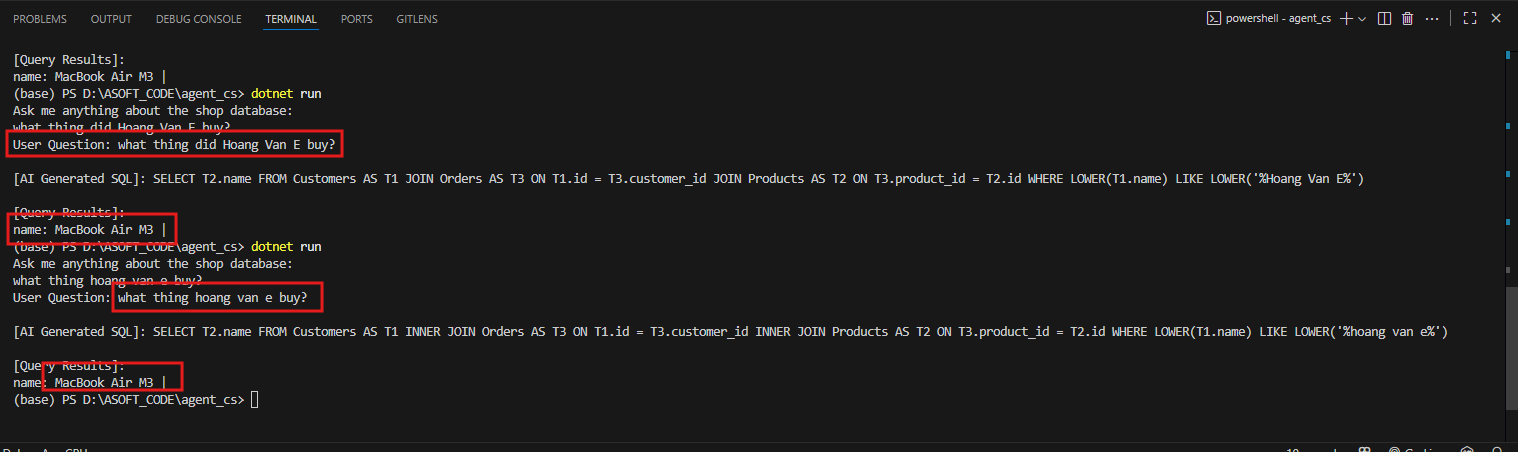 PROBLEMS OUTPUT DEBUG CONSOLE TERMINAL PORTS GITLENS powershell - agent_cs
[Query Results]:
name: MacBook Air M3 |
(base) PS D:\ASOFT_CODE\agent_cs> dotnet run
Ask me anything about the shop database:
what thing did Hoang Van E buy?
User Question: what thing did Hoang Van E buy?
[AI Generated SQL]: SELECT T2.name FROM Customers AS T1 JOIN Orders AS T3 ON T1.id = T3.customer_id JOIN Products AS T2 ON T3.product_id = T2.id WHERE LOWER(T1.name) LIKE LOWER('%Hoang Van E%')
[Query Results]:
name: MacBook Air M3 |
(base) PS D:\ASOFT_CODE\agent_cs> dotnet run
Ask me anything about the shop database:
what thing hoang van e buy?
User Question: what thing hoang van e buy?
[AI Generated SQL]: SELECT T2.name FROM Customers AS T1 INNER JOIN Orders AS T3 ON T1.id = T3.customer_id INNER JOIN Products AS T2 ON T3.product_id = T2.id WHERE LOWER(T1.name) LIKE LOWER('%hoang van e%')
[Query Results]:
name: MacBook Air M3 |
(base) PS D:\ASOFT_CODE\agent_cs>